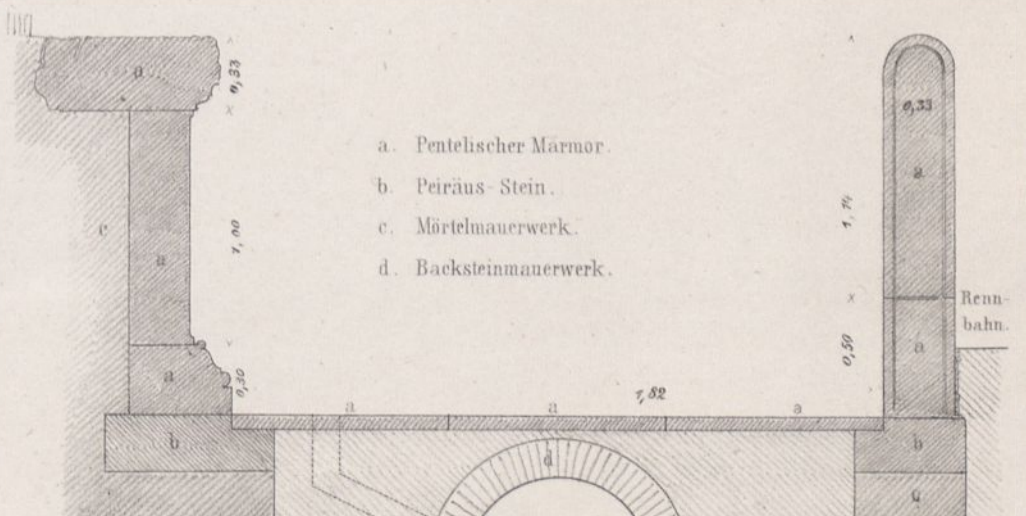 a
0,33
a. Pentelischer Marmor.
b. Peiräus-Stein.
c. Mörtelmauerwerk.
d. Backsteinmauerwerk.
0,33
a
c
a
1,00
1,14
Renn-
bahn.
a
0,30
0,50
a
a
a
1,82
a
b
d
b